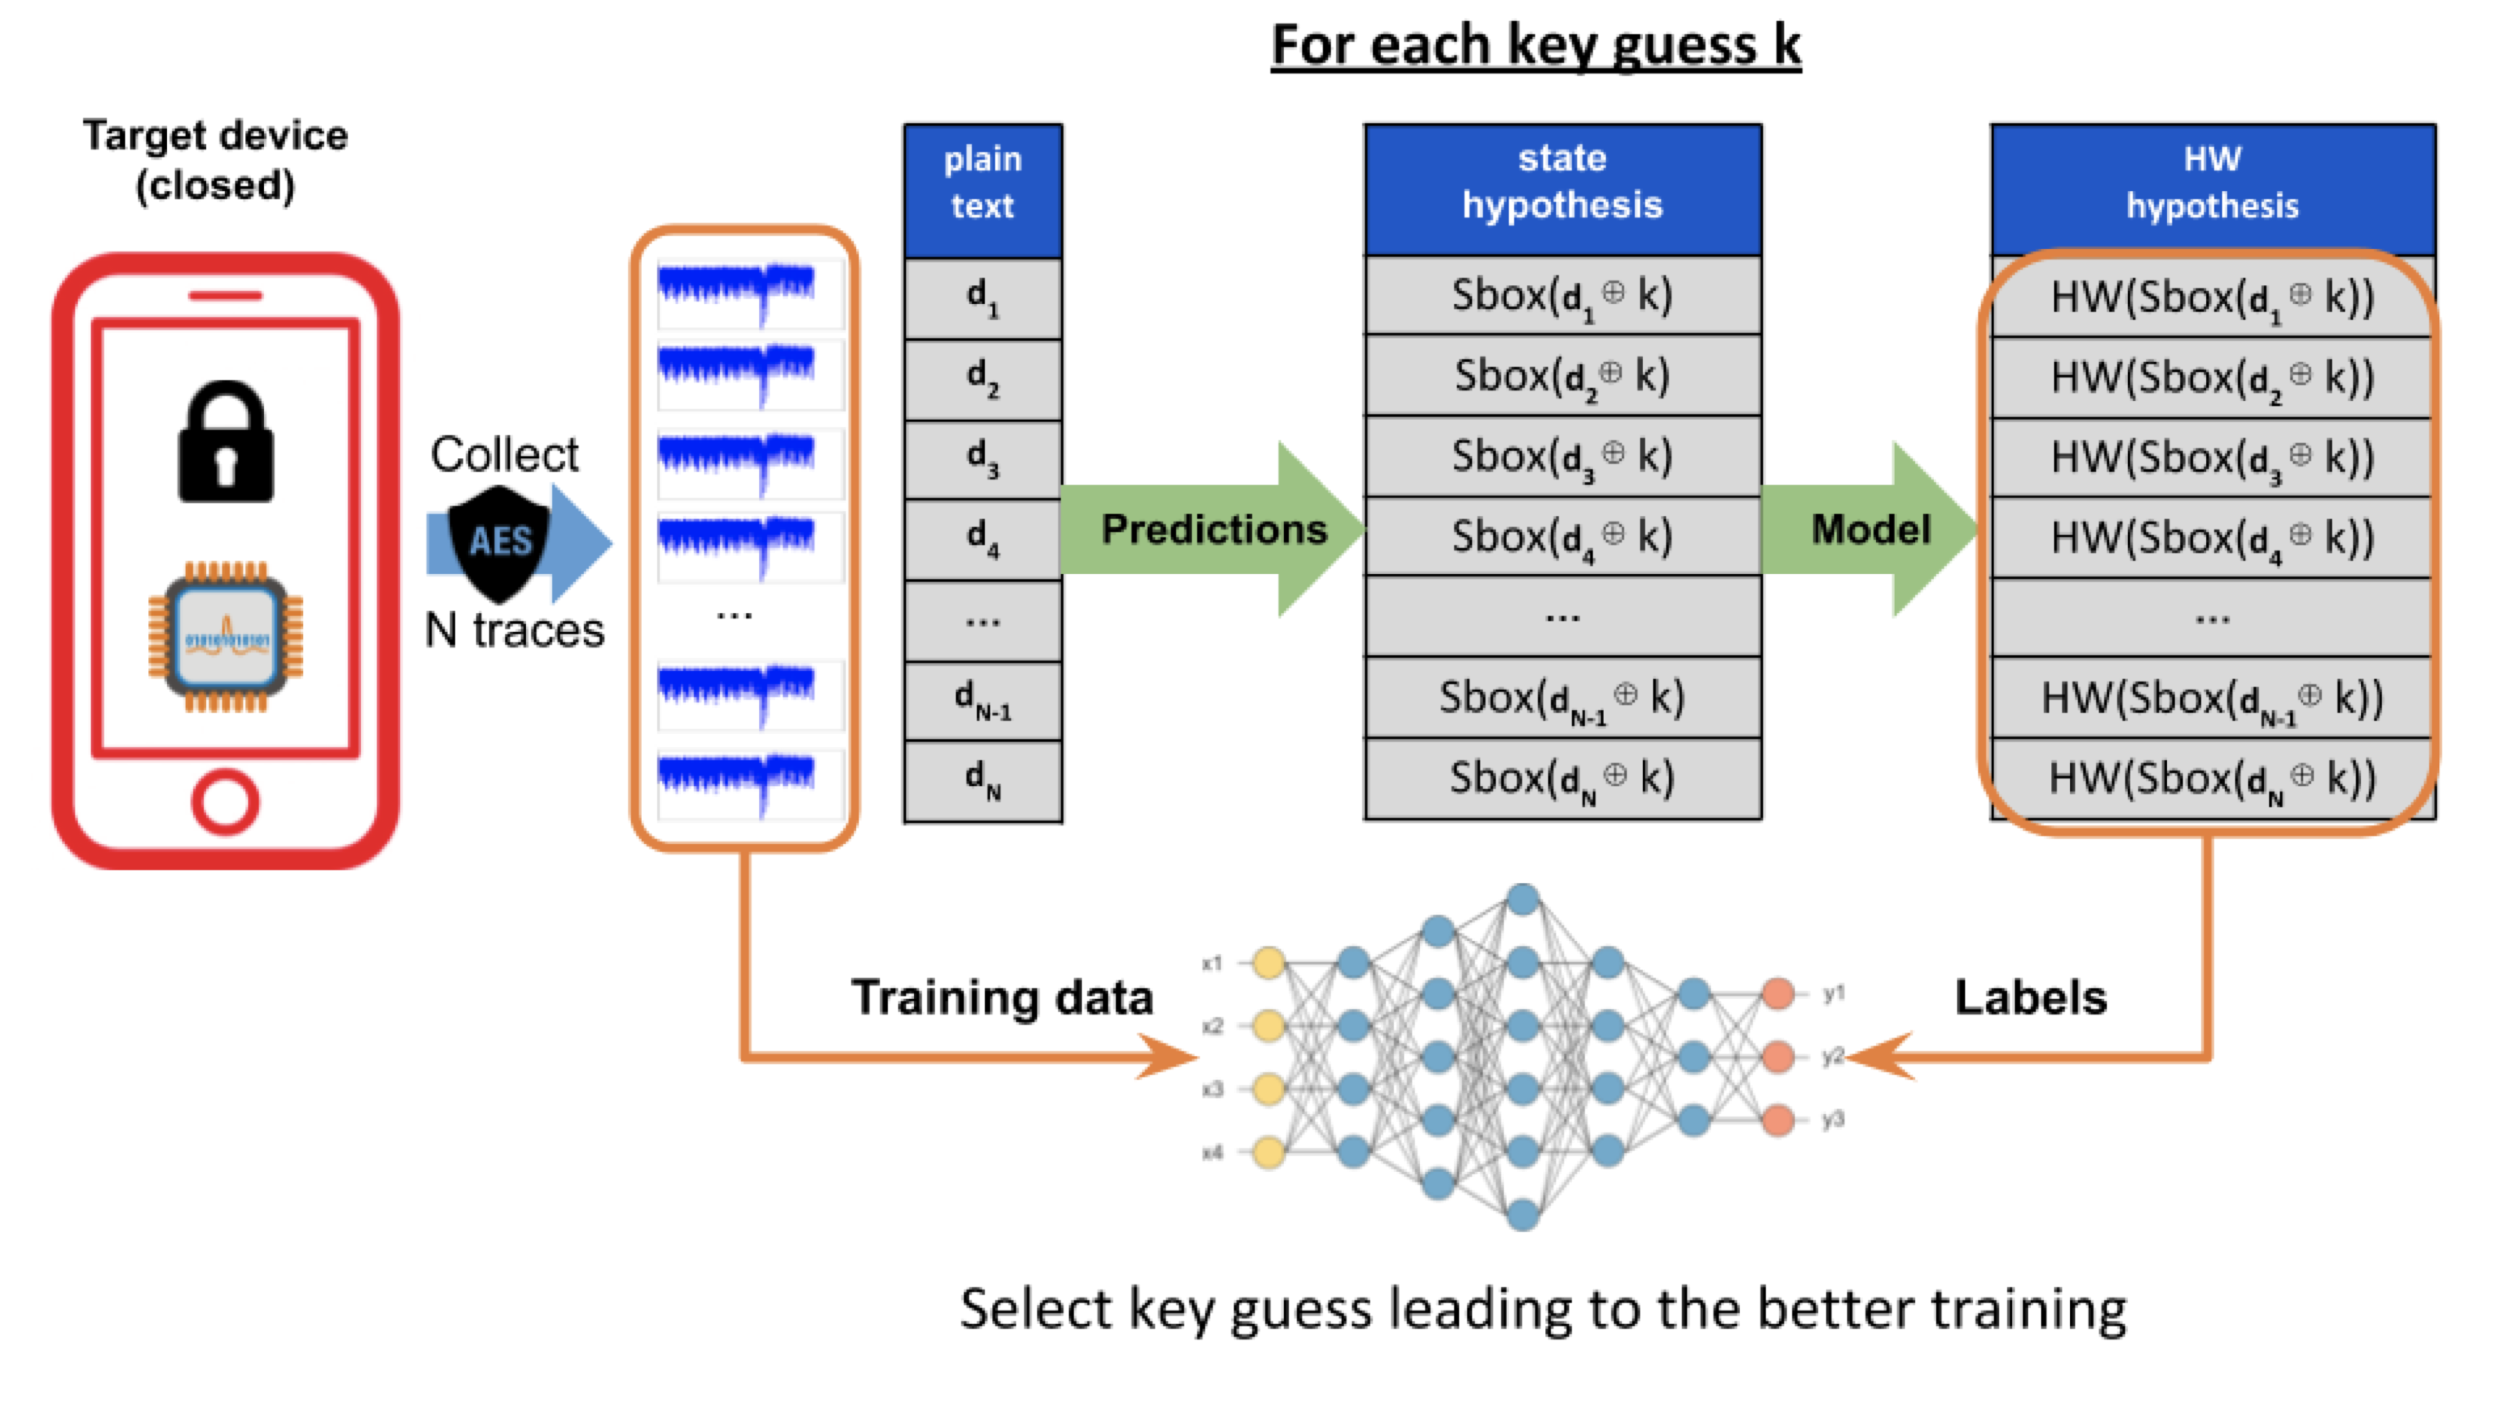 For each key guess k
Target device
(closed)
Collect
AES
N traces
...
plain
text
d1
d2
d3
d4
...
dN-1
dN
Predictions
state
hypothesis
Sbox(d1 ⊕ k)
Sbox(d2 ⊕ k)
Sbox(d3 ⊕ k)
Sbox(d4 ⊕ k)
...
Sbox(dN-1 ⊕ k)
Sbox(dN ⊕ k)
Model
HW
hypothesis
HW(Sbox(d1 ⊕ k))
HW(Sbox(d2 ⊕ k))
HW(Sbox(d3 ⊕ k))
HW(Sbox(d4 ⊕ k))
...
HW(Sbox(dN-1 ⊕ k))
HW(Sbox(dN ⊕ k))
Training data
x1
x2
x3
x4
y1
y2
y3
Labels
Select key guess leading to the better training